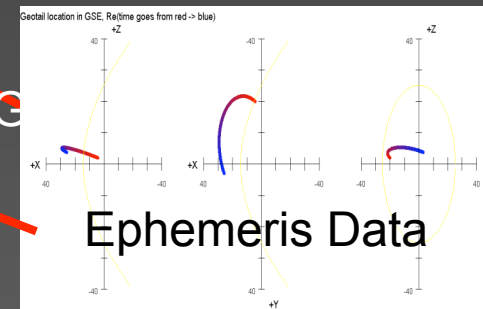 Geotail location in GSE, Re(time goes from red -> blue)
+Z +Z
40 40 40
G
+X +X
40 -40 40 -40 40 -40
Ephemeris Data
-40 -40 -40
+Y